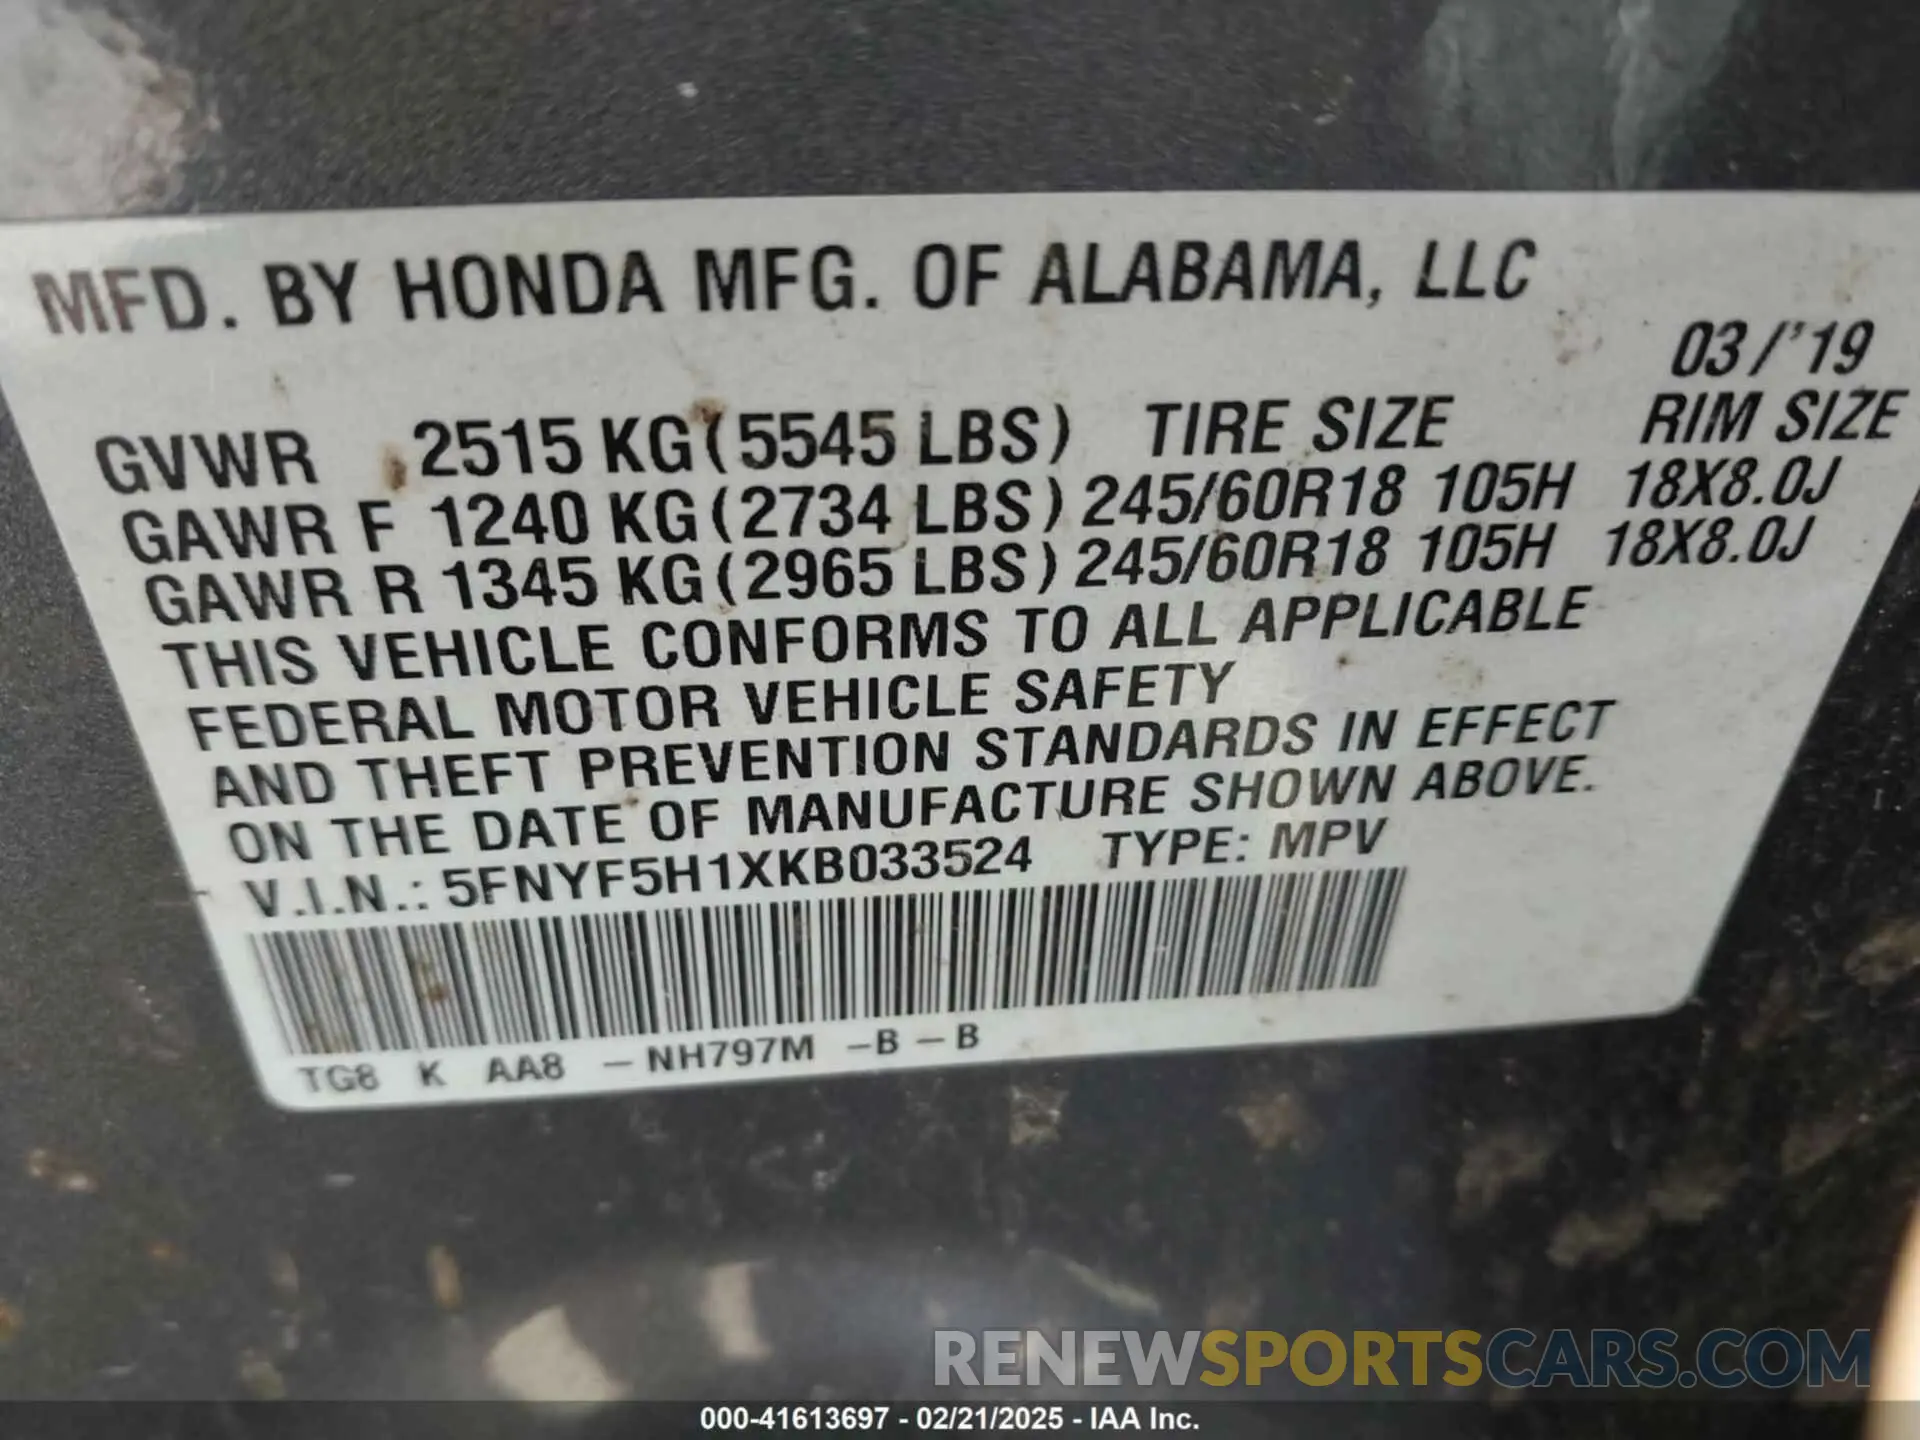 MFD. BY HONDA MFG. OF ALABAMA, LLC
03/'19
GVWR 2515 KG (5545 LBS) TIRE SIZE RIM SIZE
GAWR F 1240 KG (2734 LBS) 245/60R18 105H 18X8.0J
GAWR R 1345 KG (2965 LBS) 245/60R18 105H 18X8.0J
THIS VEHICLE CONFORMS TO ALL APPLICABLE
FEDERAL MOTOR VEHICLE SAFETY
AND THEFT PREVENTION STANDARDS IN EFFECT
ON THE DATE OF MANUFACTURE SHOWN ABOVE.
V.I.N.: 5FNYF5H1XKB033524 TYPE: MPV
TG8 K AA8 -NH797M -B-B
RENEWSPORTSCARS.COM
000-41613697 - 02/21/2025 - IAA Inc.